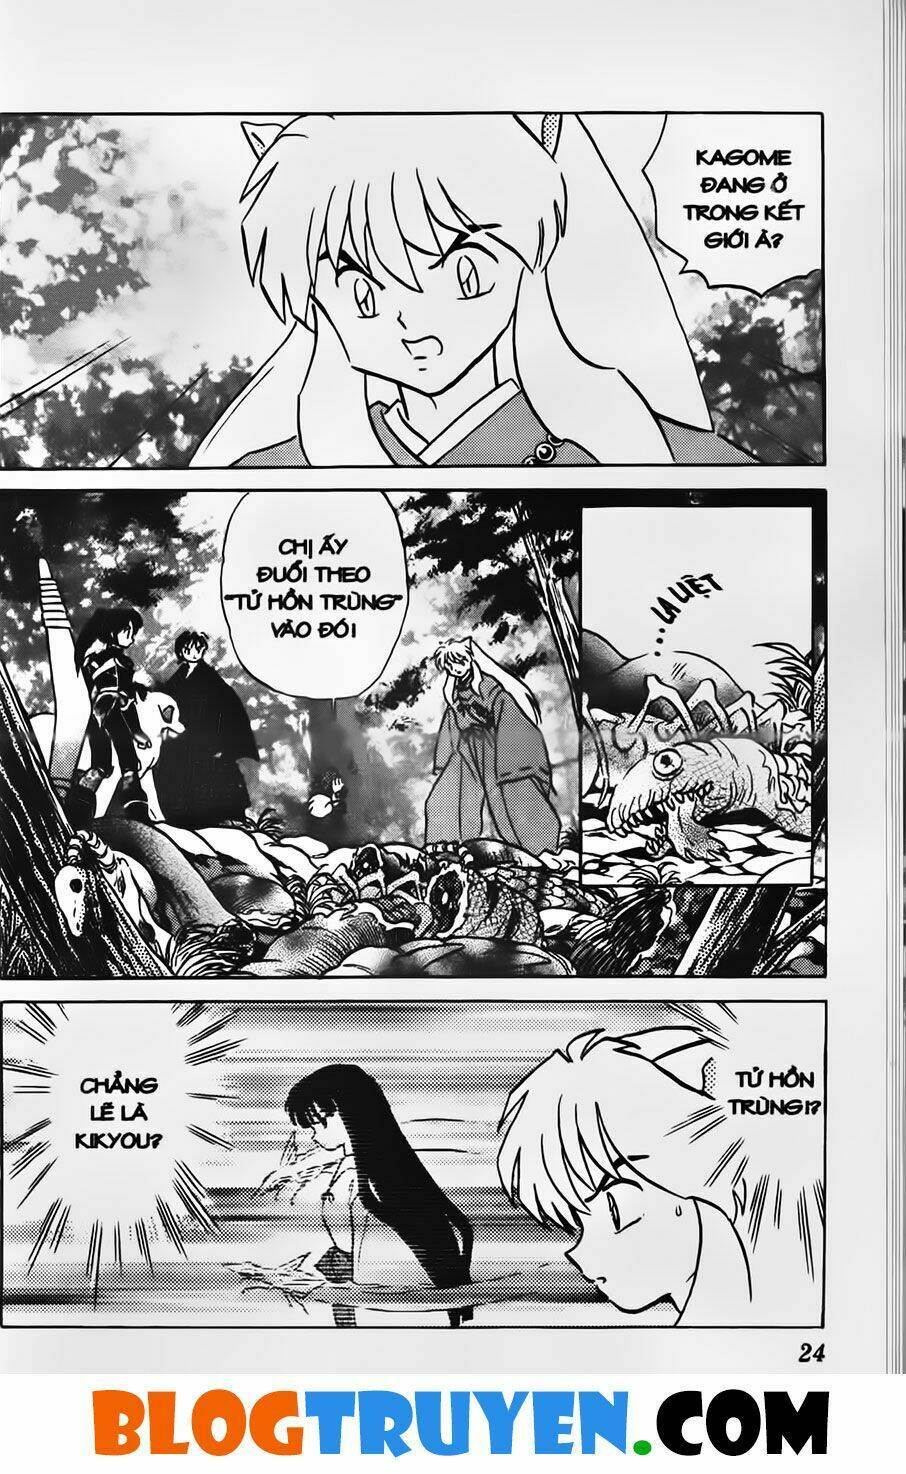 KAGOME
ĐANG Ở
TRONG KẾT
GIỚI À?
CHỊ ẤY
ĐUỔI THEO
"TỬ HỒN TRÙNG"
VÀO ĐÓ!
...LA LIỆT
TỬ HỒN
TRÙNG!?
CHẲNG
LẼ LÀ
KIKYOU?
24
BLOGTRUYEN.COM